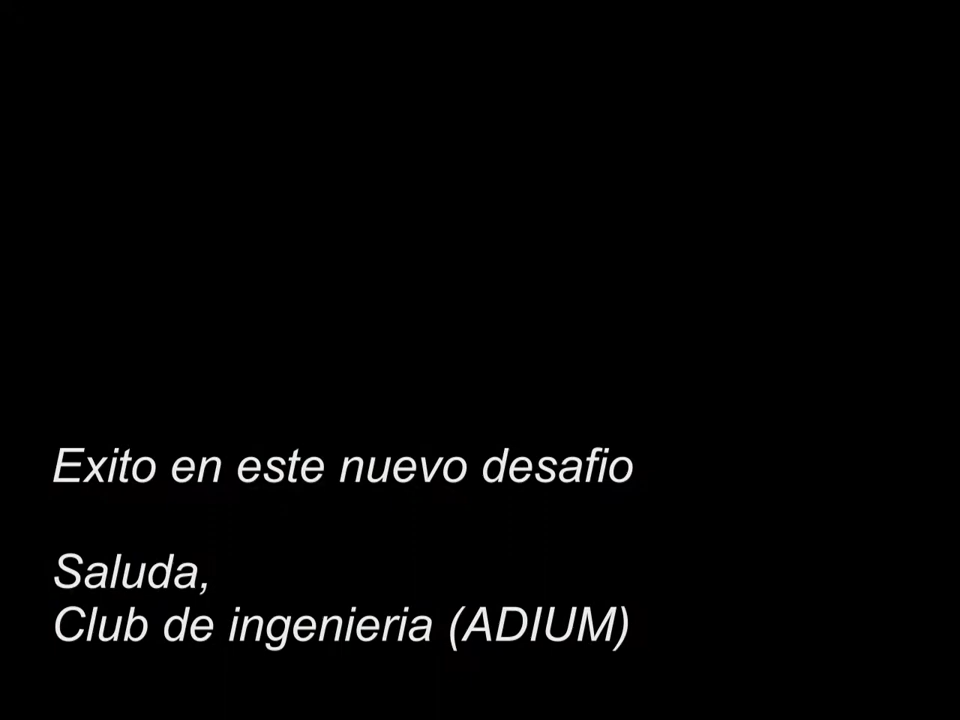 Exito en este nuevo desafio
Saluda,
Club de ingenieria (ADIUM)